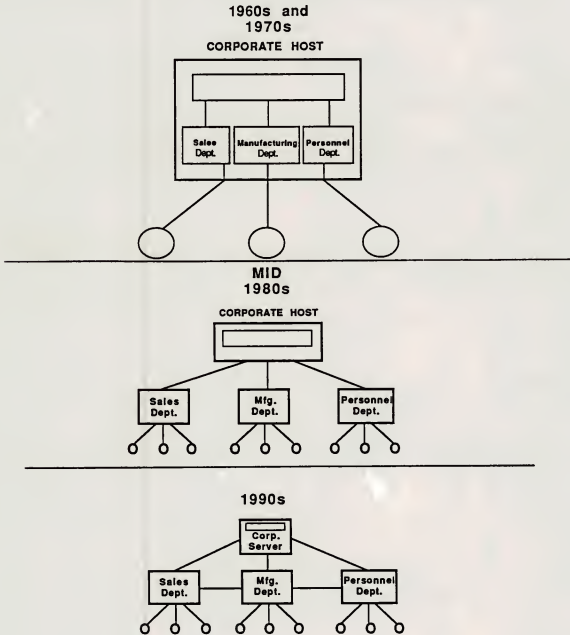 1960s and
1970s
CORPORATE HOST
Sales Manufacturing Personnel
Dept. Dept. Dept.
MID
1980s
CORPORATE HOST
Sales Mfg. Personnel
Dept. Dept. Dept.
1990s
Corp.
Server
Sales Mfg. Personnel
Dept. Dept. Dept.